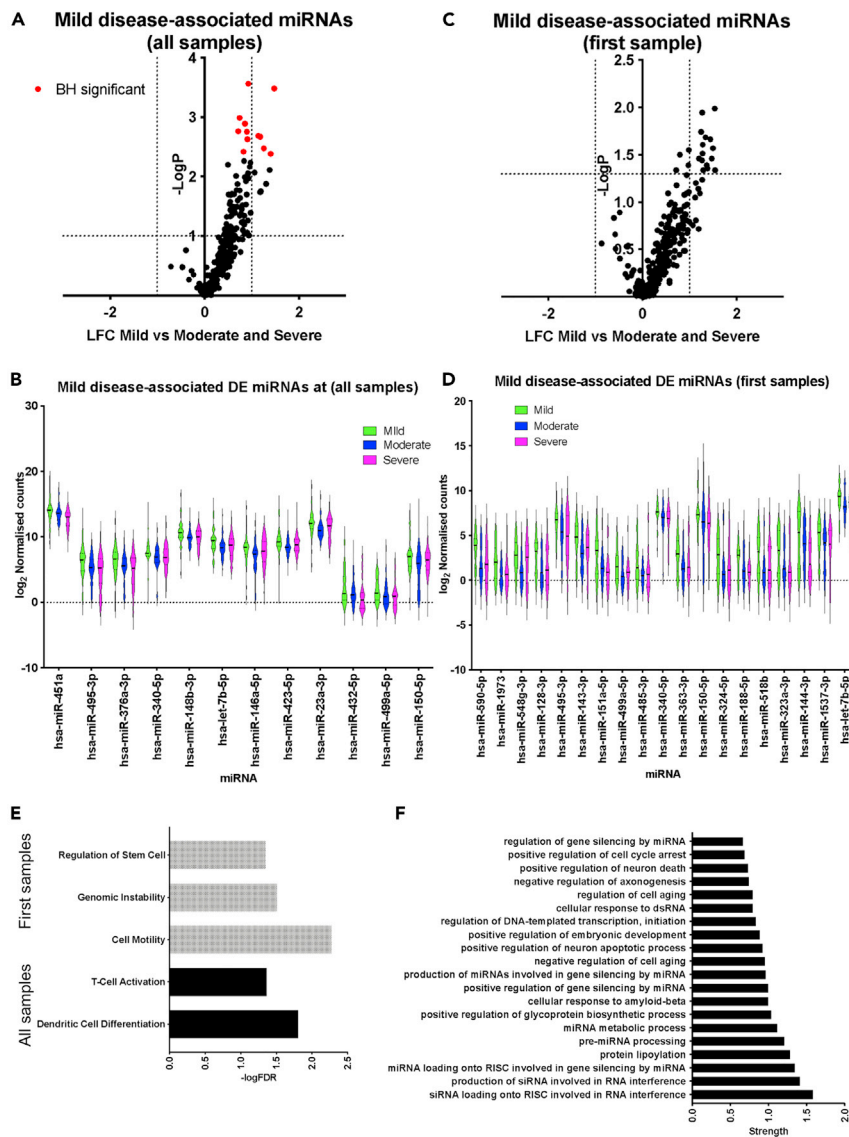 A
Mild disease-associated miRNAs
(all samples)
BH significant
-LogP
4
3
2
1
-2
0
2
LFC Mild vs Moderate and Severe
C
Mild disease-associated miRNAs
(first sample)
-LogP
2.5
2.0
1.5
1.0
0.5
-2
0
2
LFC Mild vs Moderate and Severe
B
Mild disease-associated DE miRNAs at (all samples)
MIld
Moderate
Severe
log2 Normalised counts
30
20
10
0
-10
hsa-miR-451a
hsa-miR-495-3p
hsa-miR-376a-3p
hsa-miR-340-5p
hsa-miR-148b-3p
hsa-let-7b-5p
hsa-miR-146a-5p
hsa-miR-423-5p
hsa-miR-23a-3p
hsa-miR-432-5p
hsa-miR-499a-5p
hsa-miR-150-5p
miRNA
D
Mild disease-associated DE miRNAs (first samples)
Mild
Moderate
Severe
log2 Normalised counts
20
15
10
5
0
-5
-10
hsa-miR-590-5p
hsa-miR-1973
hsa-miR-548g-3p
hsa-miR-128-3p
hsa-miR-495-3p
hsa-miR-143-3p
hsa-miR-151a-5p
hsa-miR-499a-5p
hsa-miR-485-3p
hsa-miR-340-5p
hsa-miR-363-3p
hsa-miR-150-5p
hsa-miR-324-5p
hsa-miR-188-5p
hsa-miR-518b
hsa-miR-323a-3p
hsa-miR-144-3p
hsa-miR-1537-3p
hsa-let-7b-5p
miRNA
E
First samples
All samples
Regulation of Stem Cell
Genomic Instability
Cell Motility
T-Cell Activation
Dendritic Cell Differentiation
0.0
0.5
1.0
1.5
2.0
2.5
-logFDR
F
regulation of gene silencing by miRNA
positive regulation of cell cycle arrest
positive regulation of neuron death
negative regulation of axonogenesis
regulation of cell aging
cellular response to dsRNA
regulation of DNA-templated transcription, initiation
positive regulation of embryonic development
positive regulation of neuron apoptotic process
negative regulation of cell aging
production of miRNAs involved in gene silencing by miRNA
positive regulation of gene silencing by miRNA
cellular response to amyloid-beta
positive regulation of glycoprotein biosynthetic process
miRNA metabolic process
pre-miRNA processing
protein lipoylation
miRNA loading onto RISC involved in gene silencing by miRNA
production of siRNA involved in RNA interference
siRNA loading onto RISC involved in RNA interference
0.0
0.5
1.0
1.5
2.0
Strength